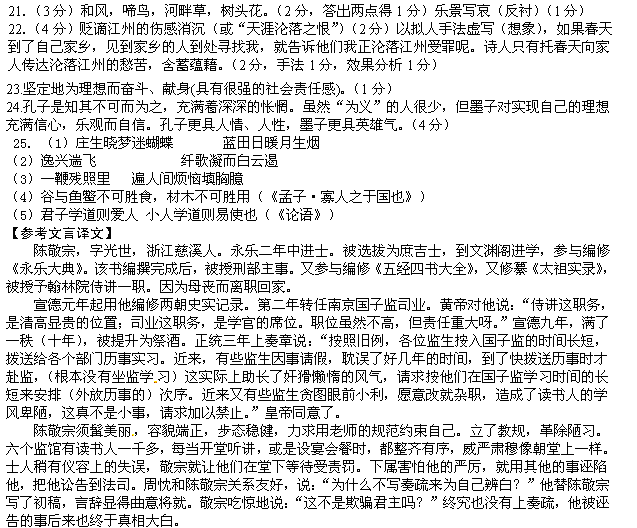 21.（3分）和风，啼鸟，河畔草，树头花。（2分，答出两点得1分）乐景写哀（反衬）（1分）
22.（4分）贬谪江州的伤感消沉（或“天涯沦落之恨”）（2分）以拟人手法虚写（想象），如果春天
到了自己家乡，见到家乡的人到处寻找我，就告诉他们我正沦落江州受罪呢。诗人只有托春天向家
人传达沦落江州的愁苦，含蓄蕴藉。（2分，手法1分，效果分析1分）
23.坚定地为理想而奋斗、献身(具有很强的社会责任感)。（1分）
24.孔子是知其不可而为之，充满着深深的怅惘。虽然“为义”的人很少，但墨子对实现自己的理想
充满信心，乐观而自信。孔子更具人情、人性，墨子更具英雄气。（4分）
25. （1）庄生晓梦迷蝴蝶 蓝田日暖玉生烟
（2）逸兴遄飞 纤歌凝而白云遏
（3）一鞭残照里 遍人间烦恼填胸臆
（4）谷与鱼鳖不可胜食，材木不可胜用（《孟子·寡人之于国也》）
（5）君子学道则爱人 小人学道则易使也（《论语》）
【参考文言译文】
陈敬宗，字光世，浙江慈溪人。永乐二年中进士。被选拔为庶吉士，到文渊阁进学，参与编修
《永乐大典》。该书编撰完成后，被授刑部主事。又参与编修《五经四书大全》，又修纂《太祖实录》，
被授予翰林院侍讲一职。因为母丧而离职回家。
宣德元年起用他编修两朝史实记录。第二年转任南京国子监司业。黄帝对他说：“侍讲这职务，
是清高显贵的位置；司业这职务，是学官的席位。职位虽然不高，但责任重大呀。”宣德九年，满了
一秩（十年），被提升为祭酒。正统三年上奏章说：“按照旧例，各位监生按入国子监的时间长短，
拨送给各个部门历事实习。近来，有些监生因事请假，耽误了好几年的时间，到了快拨送历事时才
赴监，（根本没有坐监学习）这实际上助长了奸猾懒惰的风气，请求按他们在国子监学习时间的长
短来安排（外放历事的）次序。近来又有些监生贪图眼前小利，愿意改就杂职，造成了读书人的学
风卑陋，这真不是小事，请求加以禁止。”皇帝同意了。
陈敬宗须髯美丽，容貌端正，步态稳健，力求用老师的规范约束自己。立了教规，革除陋习。
六个监馆有读书人一千多，每当开堂听讲，或是设宴会餐时，都整齐有序，威严肃穆像朝堂上一样。
士人稍有仪容上的失误，敬宗就让他们在堂下等待受责罚。下属害怕他的严厉，就用其他的事诬陷
他，把他讼告到法司。周忱和陈敬宗关系友好，说：“为什么不写奏疏来为自己辨白？”他替陈敬宗
写了初稿，言辞显得曲意将就。敬宗吃惊地说：“这不是欺骗君主吗？”终究也没有上奏疏，他被诬
告的事后来也终于真相大白。